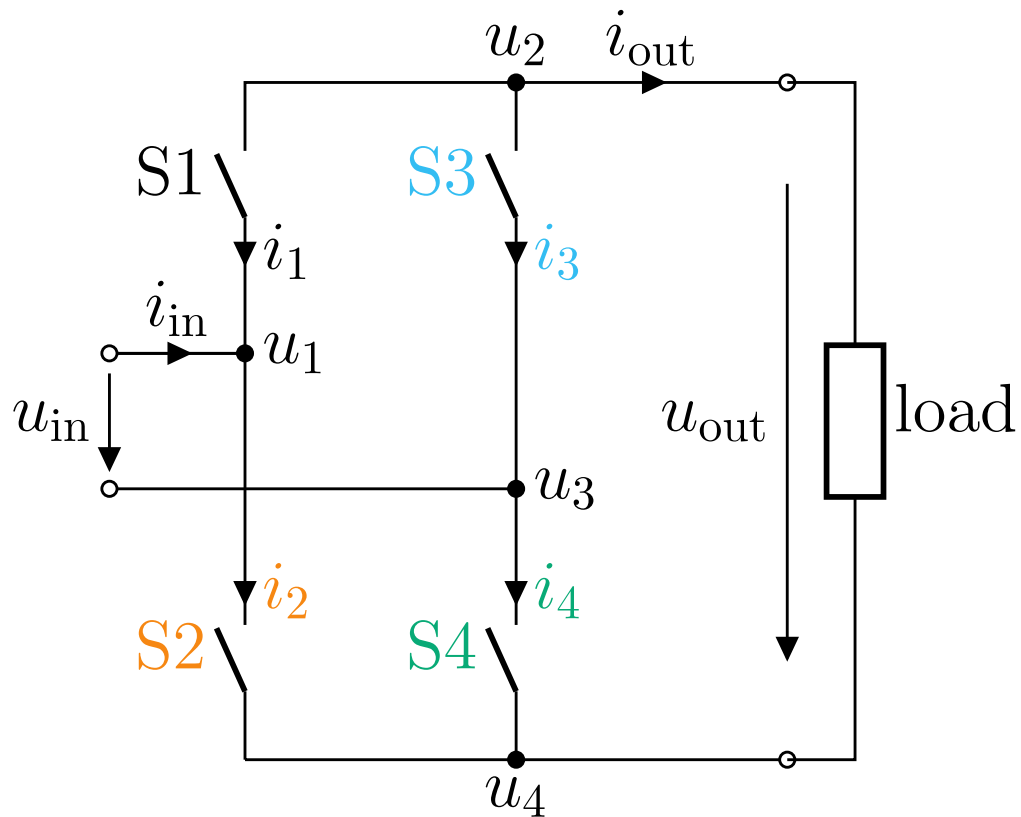 u₂
i_out
S1
S3
i₁
i₃
i_in
u₁
u_in
u_out
load
u₃
i₂
i₄
S2
S4
u₄